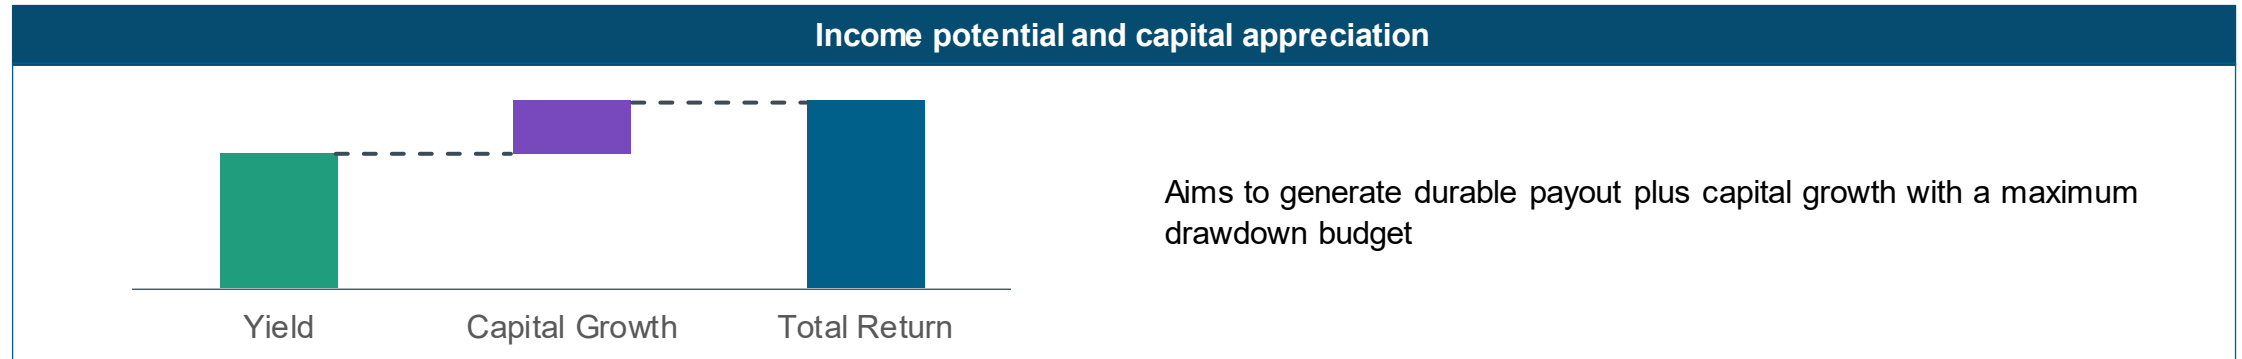 Income potential and capital appreciation
Aims to generate durable payout plus capital growth with a maximum
drawdown budget
Yield
Capital Growth
Total Return